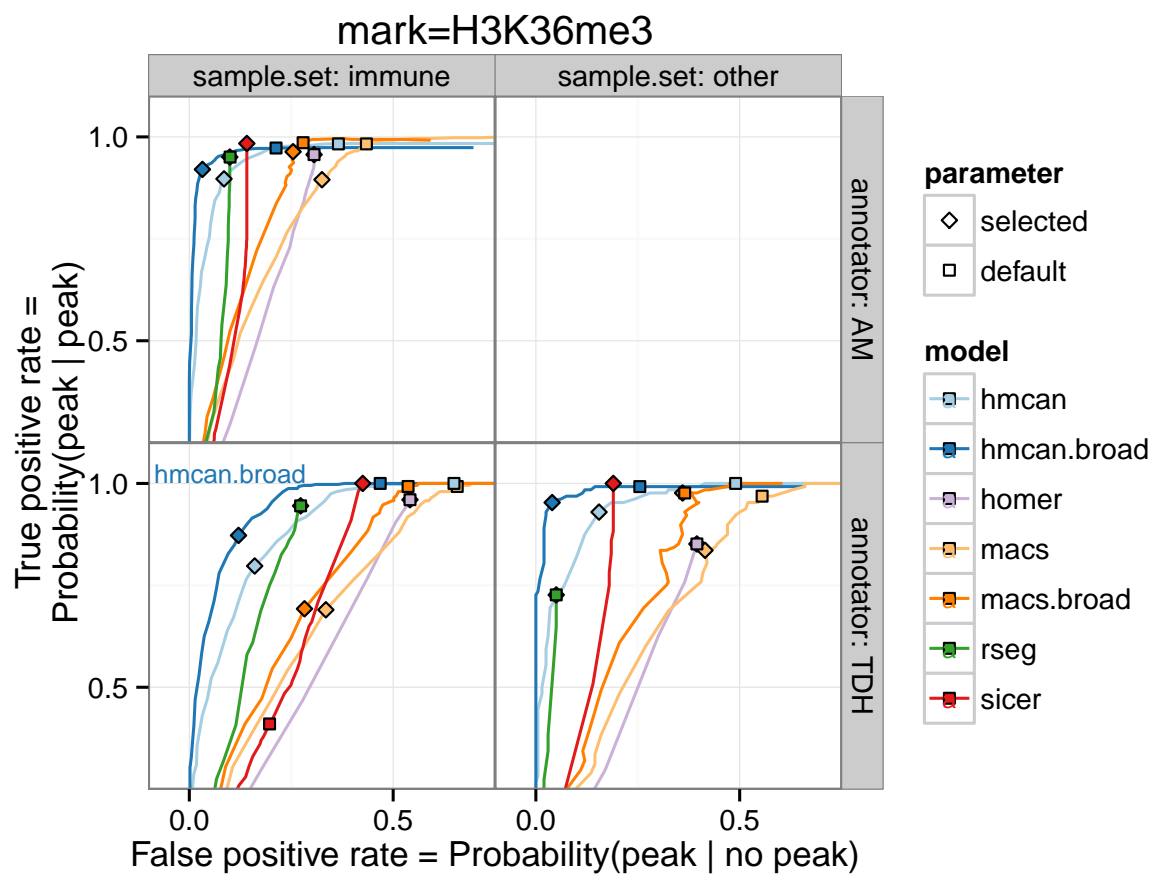 mark=H3K36me3
sample.set: immune
sample.set: other
annotator: AM
annotator: TDH
True positive rate =
Probability(peak | peak)
1.0
0.5
1.0
0.5
hmcan.broad
0.0
0.5
0.0
0.5
False positive rate = Probability(peak | no peak)
parameter
selected
default
model
hmcan
hmcan.broad
homer
macs
macs.broad
rseg
sicer